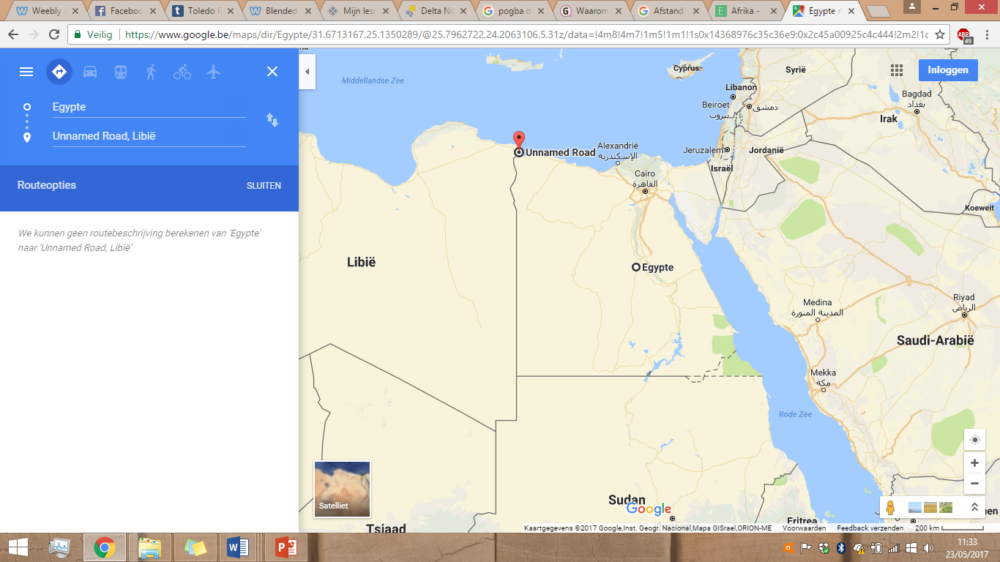 Weebly -
Facebook
Toledo P
Blended
Mijn lesr
Delta No
pogba d
Waarom
Afstand
Afrika -
Egypte n
Veilig
https://www.google.be/maps/dir/Egypte/31.6713167,25.1350289/@25.7962722,24.2063106,5.31z/data=!4m8!4m7!1m5!1m1!1s0x14368976c35c36e9:0x2c45a00925c4c444!2m2!1d
ABP
49
Egypte
Unnamed Road, Libië
Routeopties
SLUITEN
We kunnen geen routebeschrijving berekenen van 'Egypte'
naar 'Unnamed Road, Libië'
Inloggen
Middellandse Zee
Cyprus
Syrië
Libanon
Beiroet
بيروت
دمشق
Bagdad
بغداد
Irak
Unnamed Road
Alexandrië
الإسكندرية
Jeruzalem
Jordanië
Israël
Caïro
القاهرة
Koeweit
Libië
Egypte
Medina
المدينة المنورة
Riyad
الرياض
Saudi-Arabië
Mekka
مكة
Rode Zee
Satelliet
Sudan
Google
Tsjaad
Eritrea
Kaartgegevens ©2017 Google,Inst. Geogr. Nacional,Mapa GISrael,ORION-ME
Voorwaarden
Feedback verzenden
200 km
11:33
23/05/2017